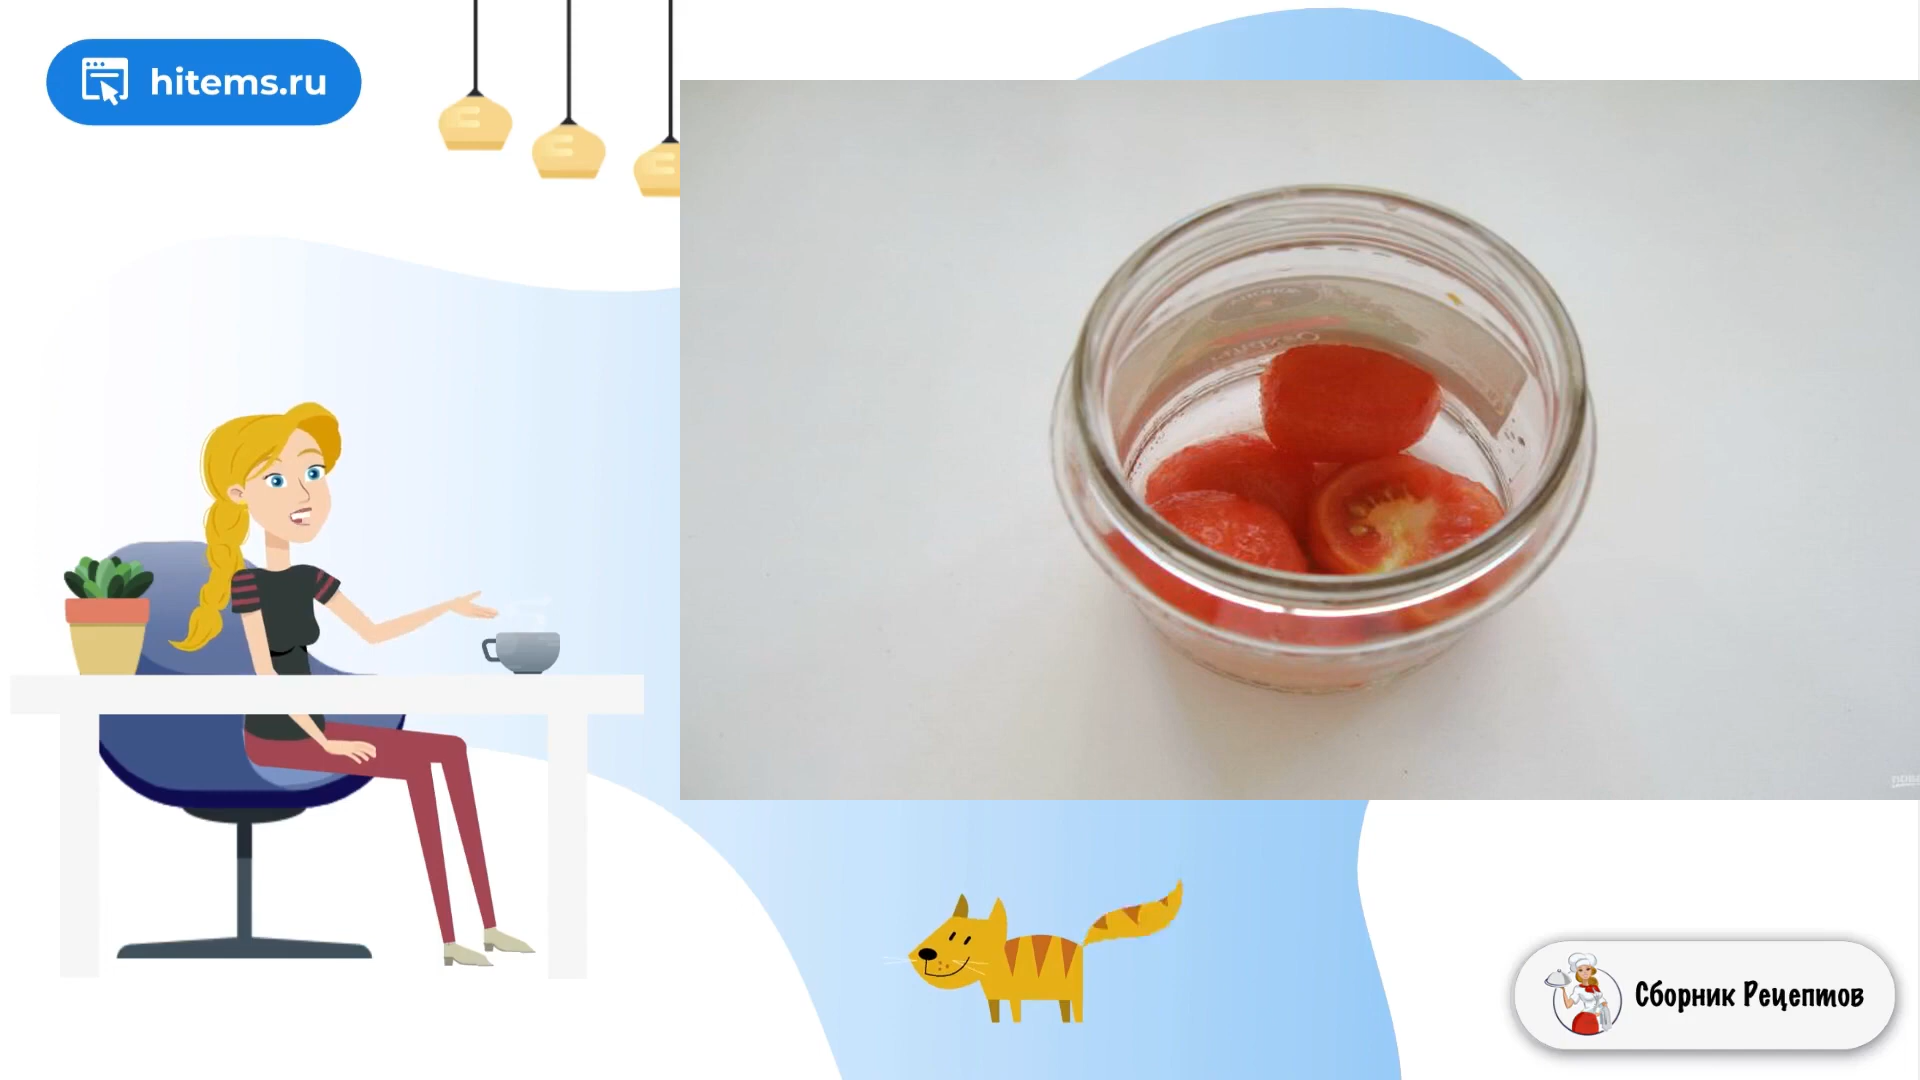 hitems.ru
Сборник Рецептов